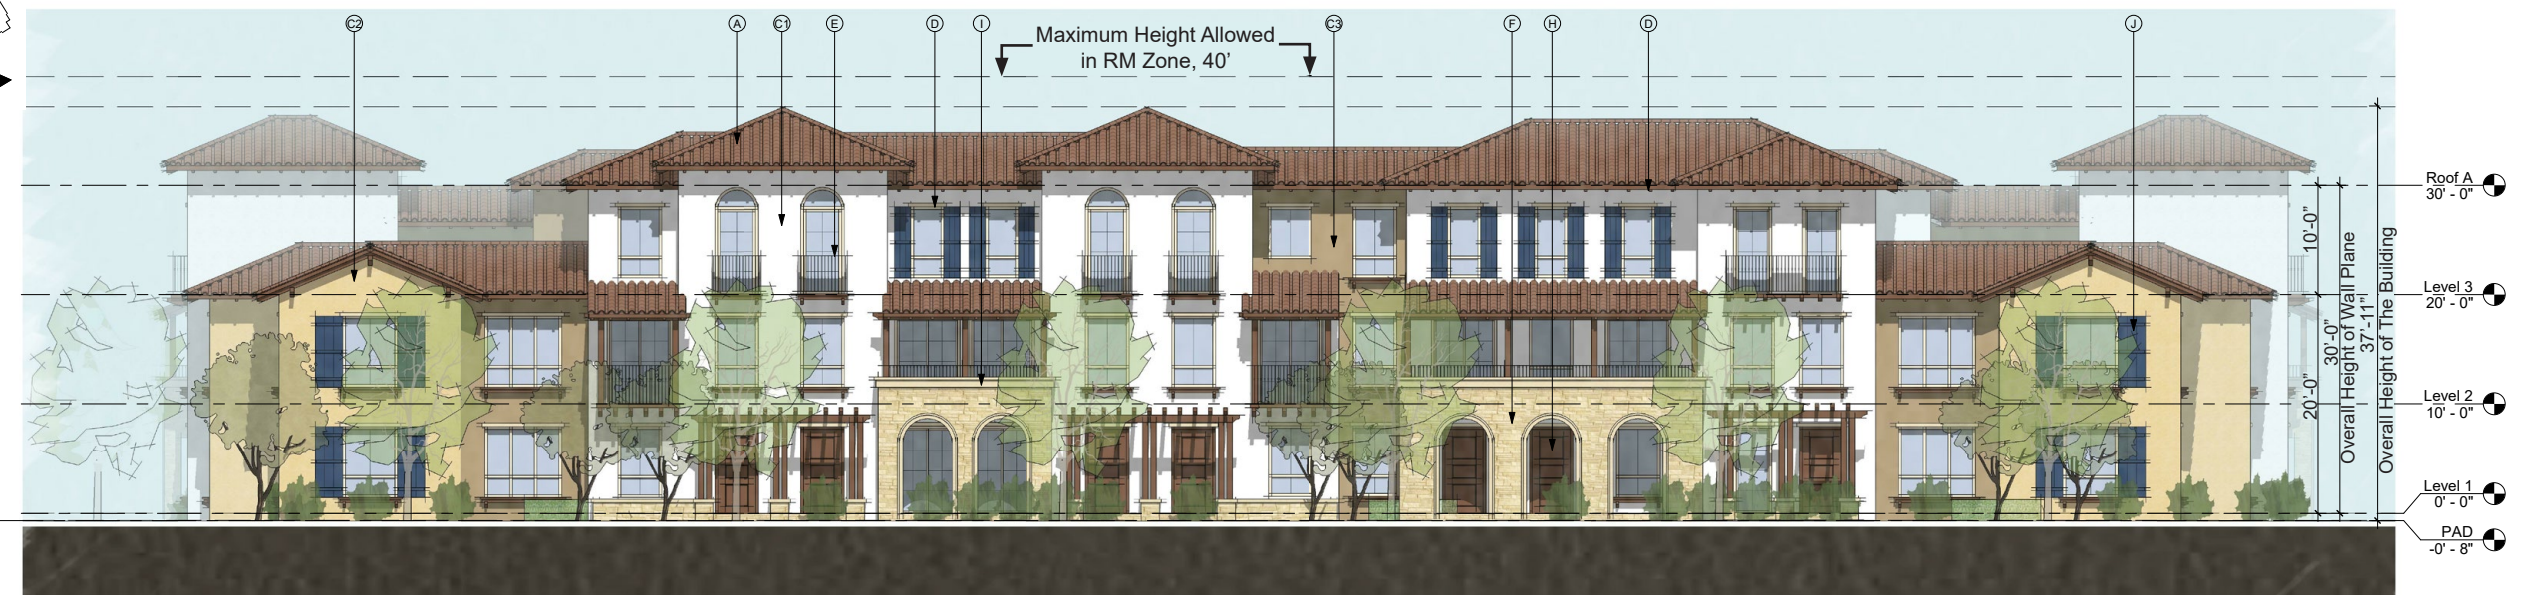 C2
A
C1
E
D
I
C3
F
H
D
J
Maximum Height Allowed
in RM Zone, 40’
Roof A
30' - 0"
Level 3
20' - 0"
Level 2
10' - 0"
Level 1
0' - 0"
PAD
-0' - 8"
10’-0”
20’-0”
30’-0”
Overall Height of Wall Plane
37’-11”
Overall Height of The Building